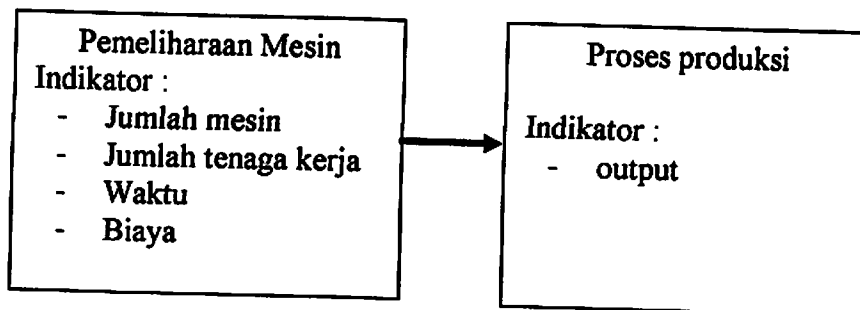 Pemeliharaan Mesin
Indikator :
- Jumlah mesin
- Jumlah tenaga kerja
- Waktu
- Biaya
Proses produksi
Indikator :
- output